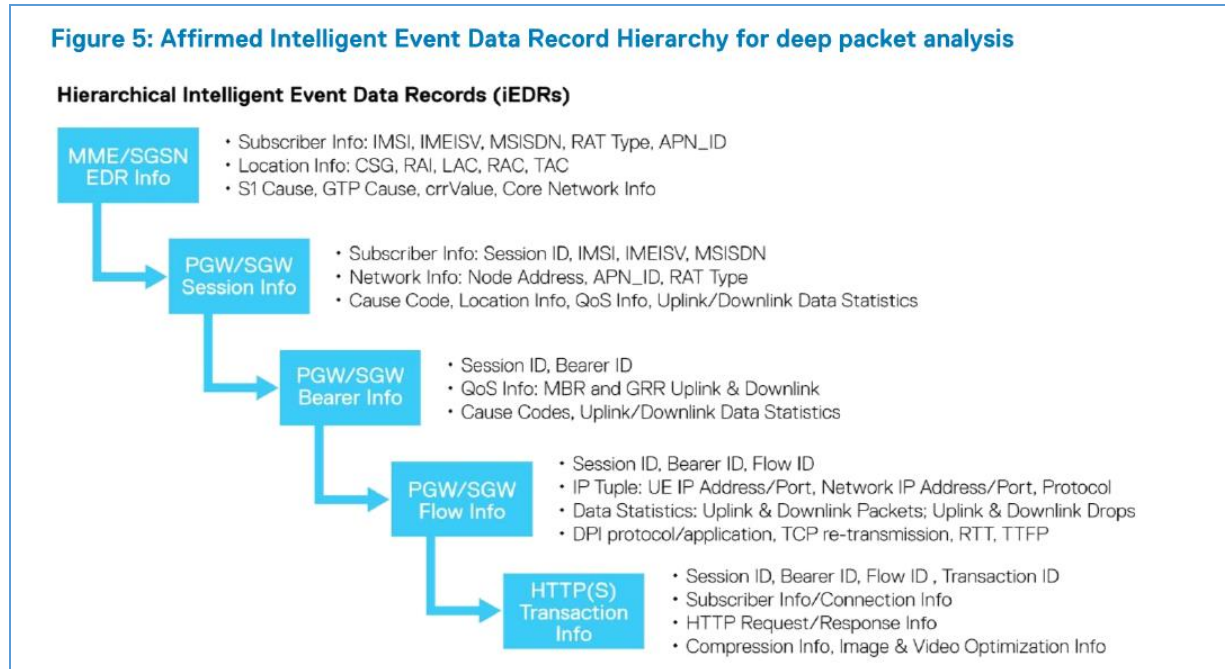 Figure 5: Affirmed Intelligent Event Data Record Hierarchy for deep packet analysis
Hierarchical Intelligent Event Data Records (iEDRs)
MME/SGSN
EDR Info
• Subscriber Info: IMSI, IMEISV, MSISDN, RAT Type, APN_ID
• Location Info: CSG, RAI, LAC, RAC, TAC
• S1 Cause, GTP Cause, crrValue, Core Network Info
PGW/SGW
Session Info
• Subscriber Info: Session ID, IMSI, IMEISV, MSISDN
• Network Info: Node Address, APN_ID, RAT Type
• Cause Code, Location Info, QoS Info, Uplink/Downlink Data Statistics
PGW/SGW
Bearer Info
• Session ID, Bearer ID
• QoS Info: MBR and GRR Uplink & Downlink
• Cause Codes, Uplink/Downlink Data Statistics
PGW/SGW
Flow Info
• Session ID, Bearer ID, Flow ID
• IP Tuple: UE IP Address/Port, Network IP Address/Port, Protocol
• Data Statistics: Uplink & Downlink Packets; Uplink & Downlink Drops
• DPI protocol/application, TCP re-transmission, RTT, TTFP
HTTP(S)
Transaction
Info
• Session ID, Bearer ID, Flow ID , Transaction ID
• Subscriber Info/Connection Info
• HTTP Request/Response Info
• Compression Info, Image & Video Optimization Info